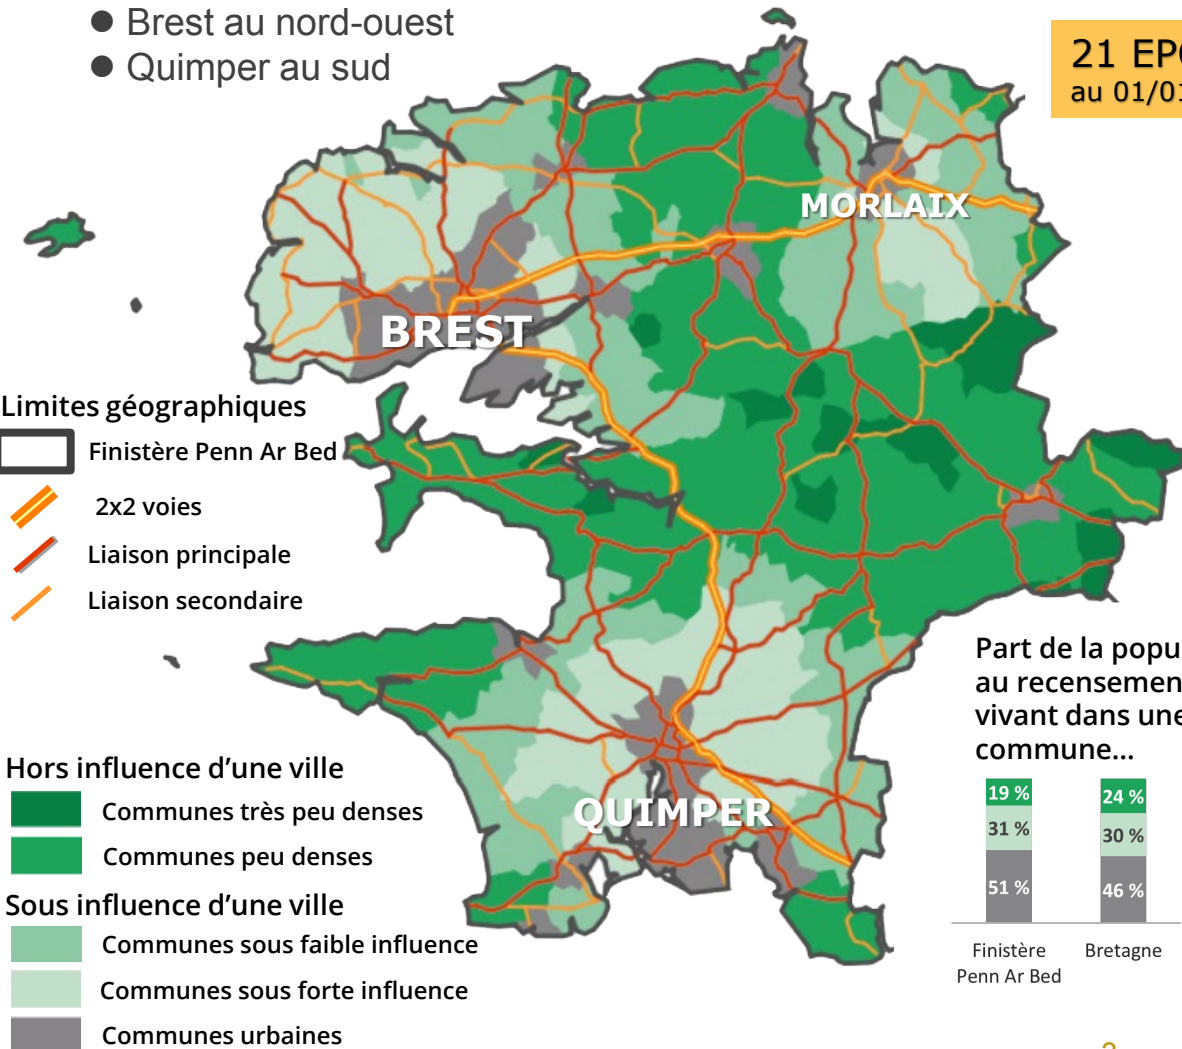 ● Brest au nord-ouest
● Quimper au sud
21 EP
au 01/01
MORLAIX
BREST
QUIMPER
Limites géographiques
Finistère Penn Ar Bed
2x2 voies
Liaison principale
Liaison secondaire
Hors influence d’une ville
Communes très peu denses
Communes peu denses
Sous influence d’une ville
Communes sous faible influence
Communes sous forte influence
Communes urbaines
Part de la popu
au recensemen
vivant dans une
commune...
19 %
24 %
31 %
30 %
51 %
46 %
Finistère
Penn Ar Bed
Bretagne